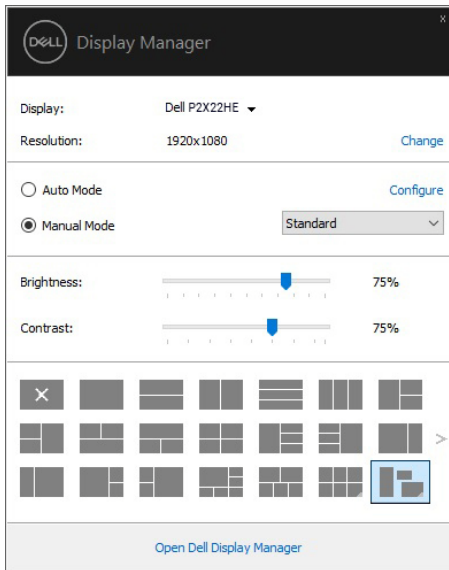 x
DELL Display Manager
Display: Dell P2X22HE
Resolution: 1920x1080 Change
Auto Mode Configure
Manual Mode Standard
Brightness: 75%
Contrast: 75%
Open Dell Display Manager